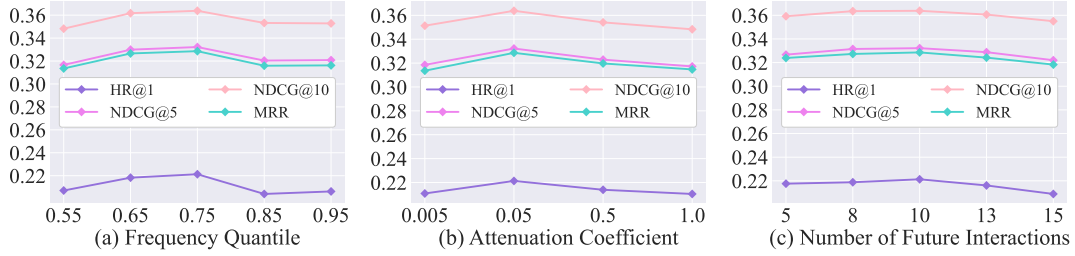 0.36
0.34
0.32
0.30
0.28
0.26
0.24
0.22
HR@1
NDCG@5
NDCG@10
MRR
0.55 0.65 0.75 0.85 0.95
(a) Frequency Quantile
0.36
0.34
0.32
0.30
0.28
0.26
0.24
0.22
HR@1
NDCG@5
NDCG@10
MRR
0.005 0.05 0.5 1.0
(b) Attenuation Coefficient
0.36
0.34
0.32
0.30
0.28
0.26
0.24
0.22
HR@1
NDCG@5
NDCG@10
MRR
5 8 10 13 15
(c) Number of Future Interactions